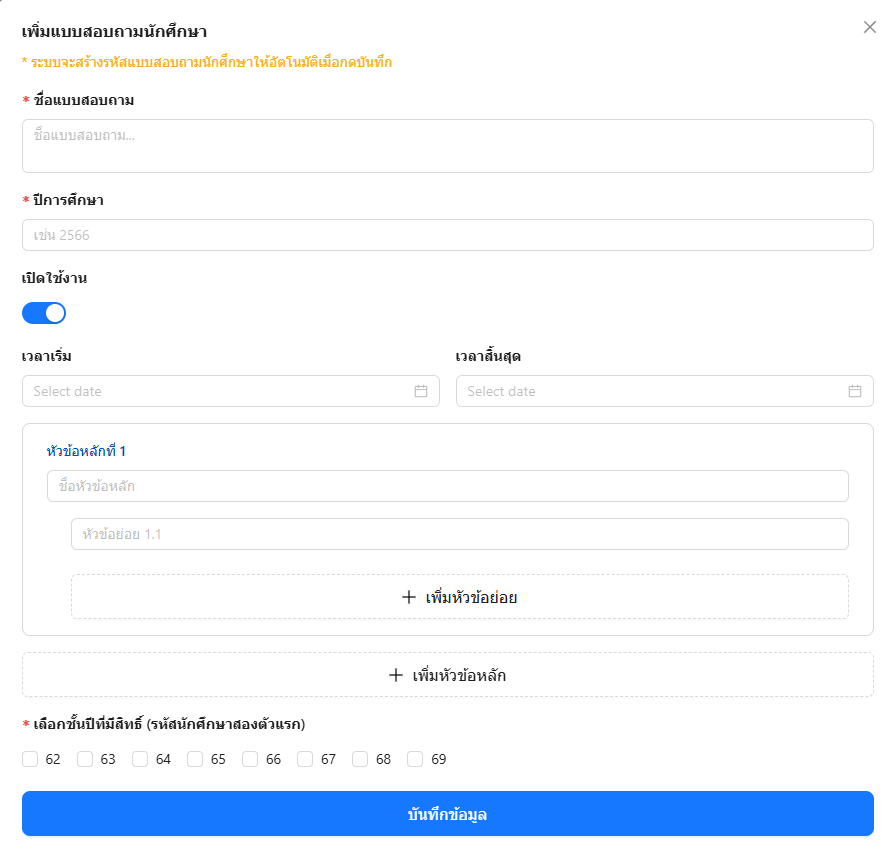 เพิ่มแบบสอบถามนักศึกษา
* ระบบจะสร้างรหัสแบบสอบถามนักศึกษาให้อัตโนมัติเมื่อกดบันทึก
* ชื่อแบบสอบถาม
ชื่อแบบสอบถาม...
* ปีการศึกษา
เช่น 2566
เปิดใช้งาน
เวลาเริ่ม เวลาสิ้นสุด
Select date Select date
หัวข้อหลักที่ 1
ชื่อหัวข้อหลัก
หัวข้อย่อย 1.1
+ เพิ่มหัวข้อย่อย
+ เพิ่มหัวข้อหลัก
* เลือกชั้นปีที่มีสิทธิ์ (รหัสนักศึกษาสองตัวแรก)
62 63 64 65 66 67 68 69
บันทึกข้อมูล